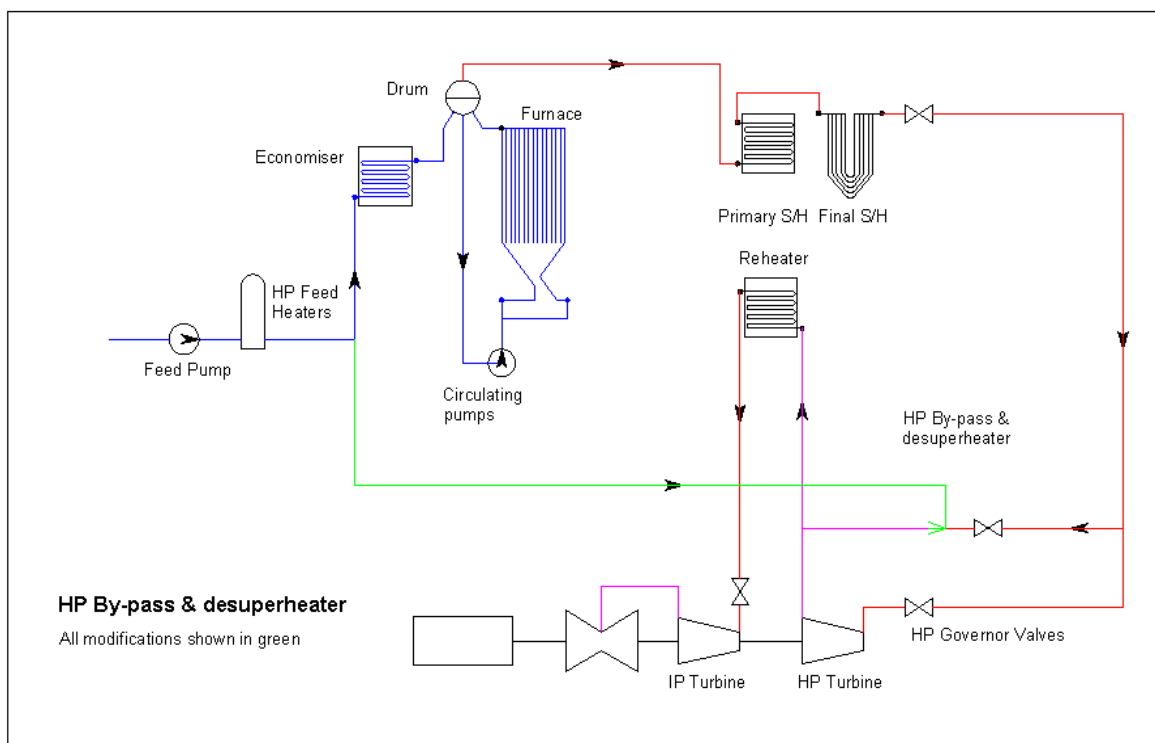 Drum
Furnace
Economiser
Primary S/H
Final S/H
Reheater
HP Feed
Heaters
Feed Pump
Circulating
pumps
HP By-pass &
desuperheater
HP By-pass & desuperheater
All modifications shown in green
HP Governor Valves
IP Turbine
HP Turbine